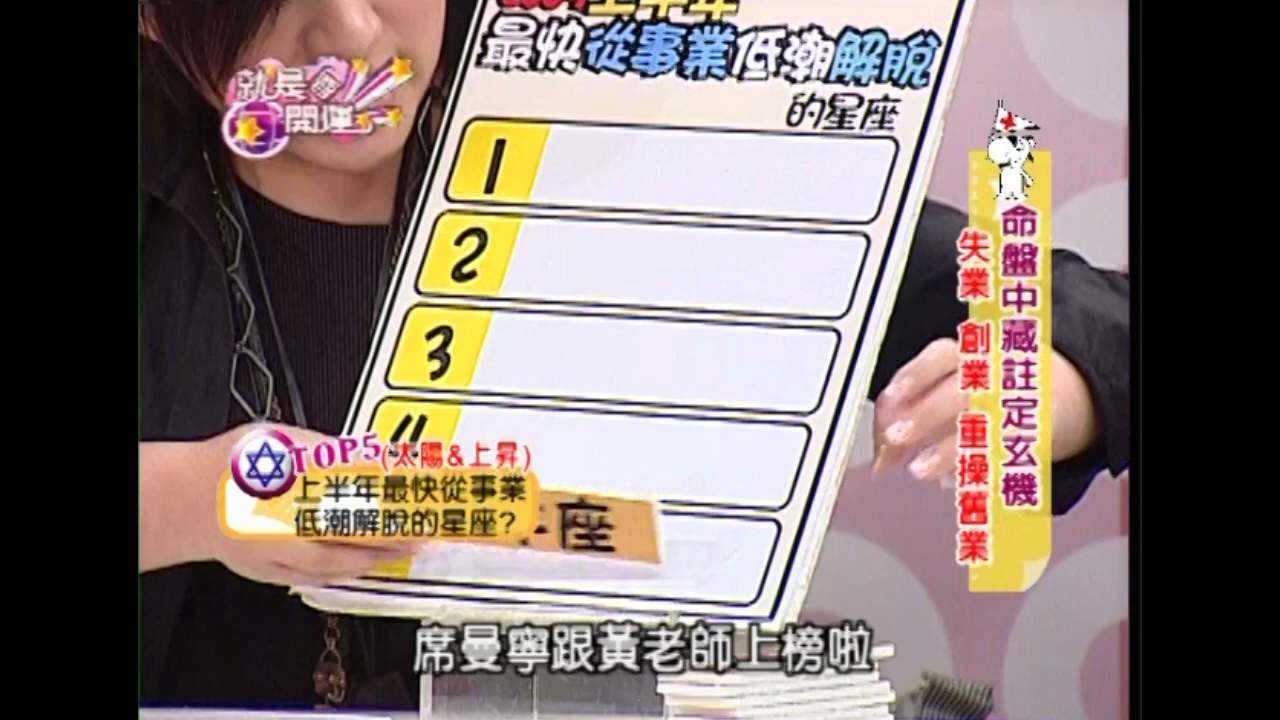 最快從事業低潮解脫
的星座
就是
開運
1
2
3
4
座
TOP5(太陽&上昇)
上半年最快從事業
低潮解脫的星座?
命盤中藏註定玄機
失業 創業 重操舊業
席曼寧跟黃老師上榜啦